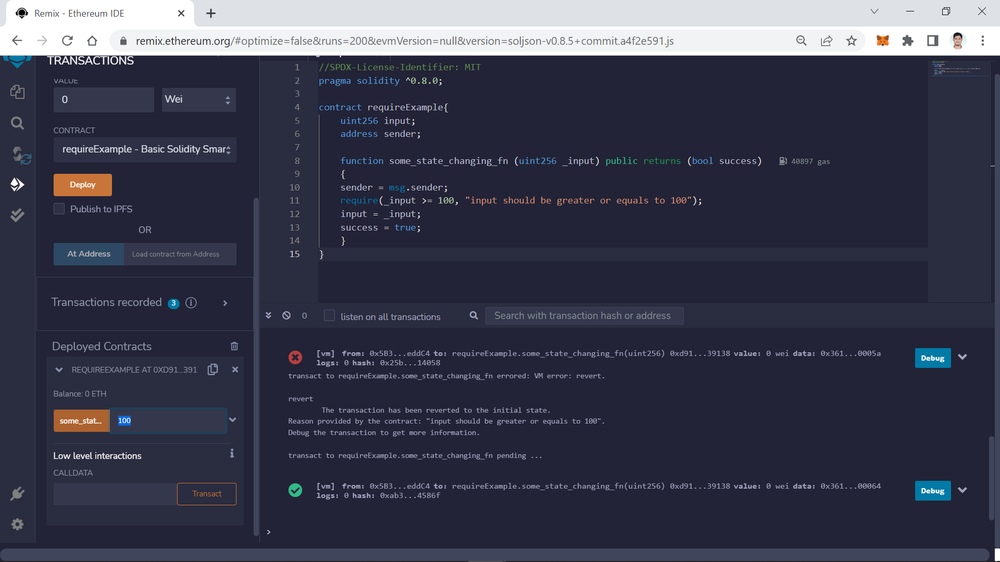 Remix - Ethereum IDE
remix.ethereum.org/#optimize=false&runs=200&evmVersion=null&version=soljson-v0.8.5+commit.a4f2e591.js
TRANSACTIONS
VALUE
0
Wei
CONTRACT
requireExample - Basic Solidity Smar
Deploy
Publish to IPFS
OR
At Address
Load contract from Address
Transactions recorded 3
Deployed Contracts
REQUIREEXAMPLE AT 0XD91...391
Balance: 0 ETH
some_stat...
100
Low level interactions
CALLDATA
Transact
1 //SPDX-License-Identifier: MIT
2 pragma solidity ^0.8.0;
3
4 contract requireExample{
5 uint256 input;
6 address sender;
7
8 function some_state_changing_fn (uint256 _input) public returns (bool success) 40897 gas
9 {
10 sender = msg.sender;
11 require(_input >= 100, "input should be greater or equals to 100");
12 input = _input;
13 success = true;
14 }
15 }
0
listen on all transactions
Search with transaction hash or address
[vm] from: 0x5B3...eddC4 to: requireExample.some_state_changing_fn(uint256) 0xd91...39138 value: 0 wei data: 0x361...0005a
logs: 0 hash: 0x25b...14058
Debug
transact to requireExample.some_state_changing_fn errored: VM error: revert.
revert
The transaction has been reverted to the initial state.
Reason provided by the contract: "input should be greater or equals to 100".
Debug the transaction to get more information.
transact to requireExample.some_state_changing_fn pending ...
[vm] from: 0x5B3...eddC4 to: requireExample.some_state_changing_fn(uint256) 0xd91...39138 value: 0 wei data: 0x361...00064
logs: 0 hash: 0xab3...4586f
Debug
>